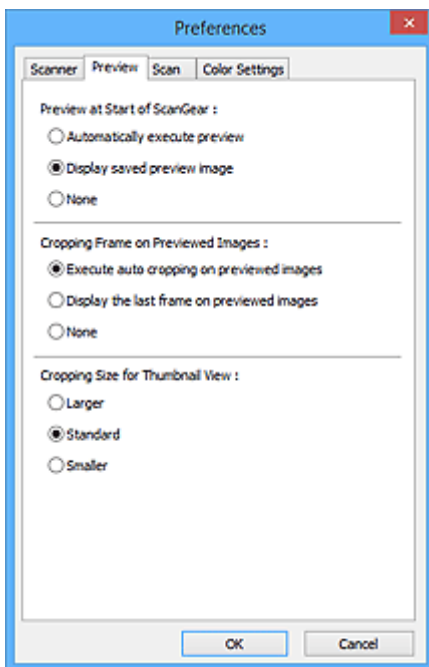 Preferences
Scanner Preview Scan Color Settings
Preview at Start of ScanGear :
Automatically execute preview
Display saved preview image
None
Cropping Frame on Previewed Images :
Execute auto cropping on previewed images
Display the last frame on previewed images
None
Cropping Size for Thumbnail View :
Larger
Standard
Smaller
OK Cancel